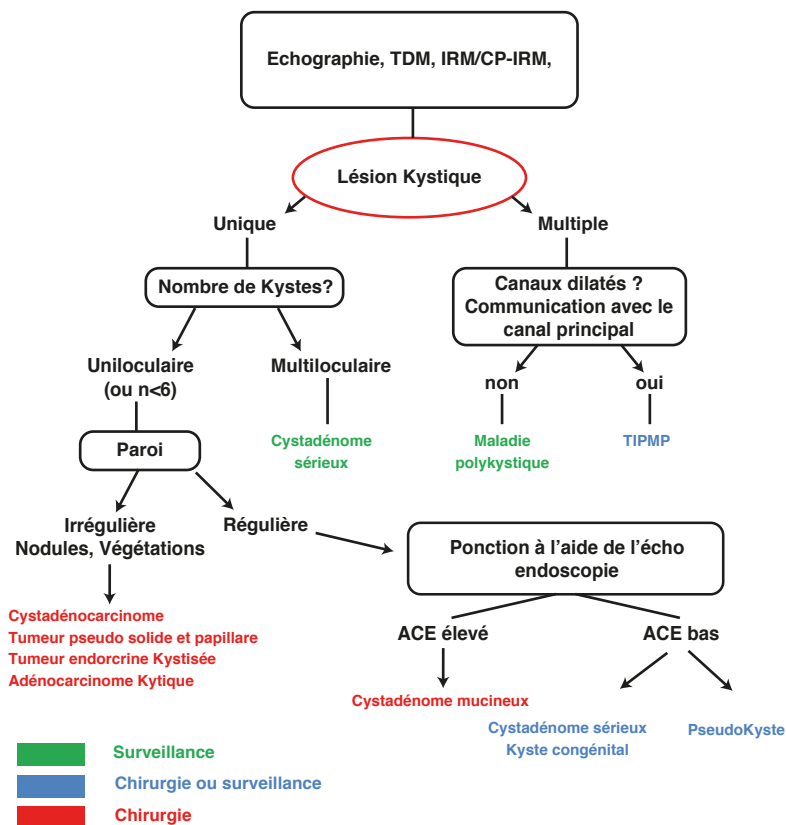 Echographie, TDM, IRM/CP-IRM,
Lésion Kystique
Unique
Multiple
Nombre de Kystes?
Canaux dilatés ?
Communication avec le
canal principal
Uniloculaire
(ou n<6)
Multiloculaire
non
oui
Cystadénome
sérieux
Maladie
polykystique
TIPMP
Paroi
Irrégulière
Nodules, Végétations
Régulière
Ponction à l'aide de l'écho
endoscopie
Cystadénocarcinome
Tumeur pseudo solide et papillare
Tumeur endorcrine Kystisée
Adénocarcinome Kytique
ACE élevé
ACE bas
Cystadénome mucineux
Cystadénome sérieux
Kyste congénital
PseudoKyste
Surveillance
Chirurgie ou surveillance
Chirurgie